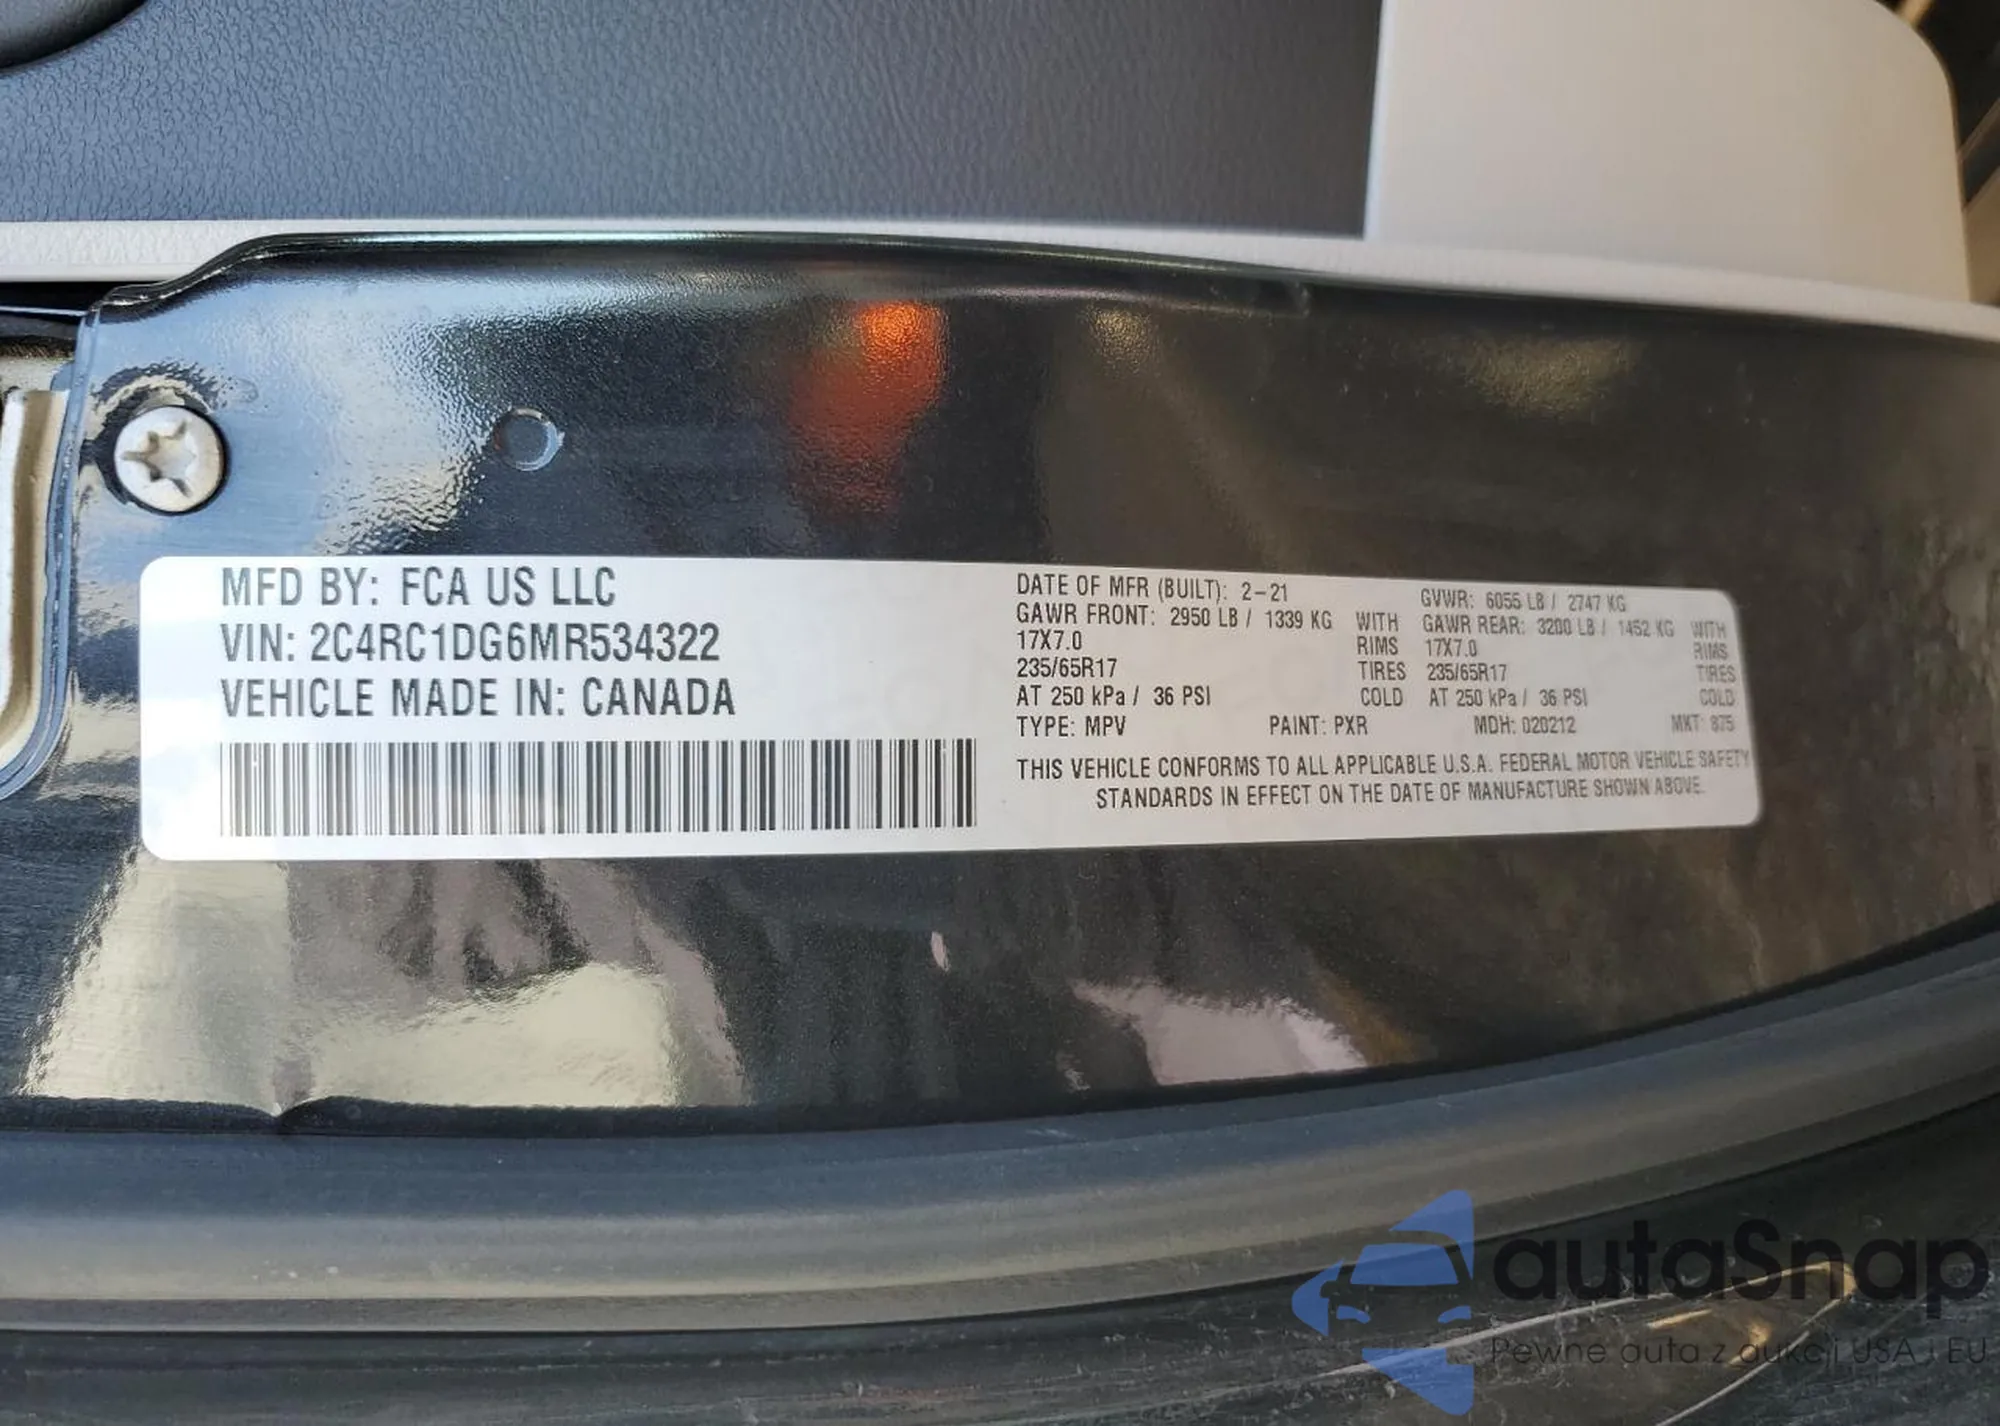 MFD BY: FCA US LLC
VIN: 2C4RC1DG6MR534322
VEHICLE MADE IN: CANADA
DATE OF MFR (BUILT): 2-21 GVWR: 6055 LB / 2747 KG
GAWR FRONT: 2950 LB / 1339 KG WITH GAWR REAR: 3200 LB / 1452 KG WITH
17X7.0 RIMS 17X7.0 RIMS
235/65R17 TIRES 235/65R17 TIRES
AT 250 kPa / 36 PSI COLD AT 250 kPa / 36 PSI COLD
TYPE: MPV PAINT: PXR MDH: 020212 MKT: 875
THIS VEHICLE CONFORMS TO ALL APPLICABLE U.S.A. FEDERAL MOTOR VEHICLE SAFETY
STANDARDS IN EFFECT ON THE DATE OF MANUFACTURE SHOWN ABOVE.
autaSnap
Pewne auta z aukcji USA i EU